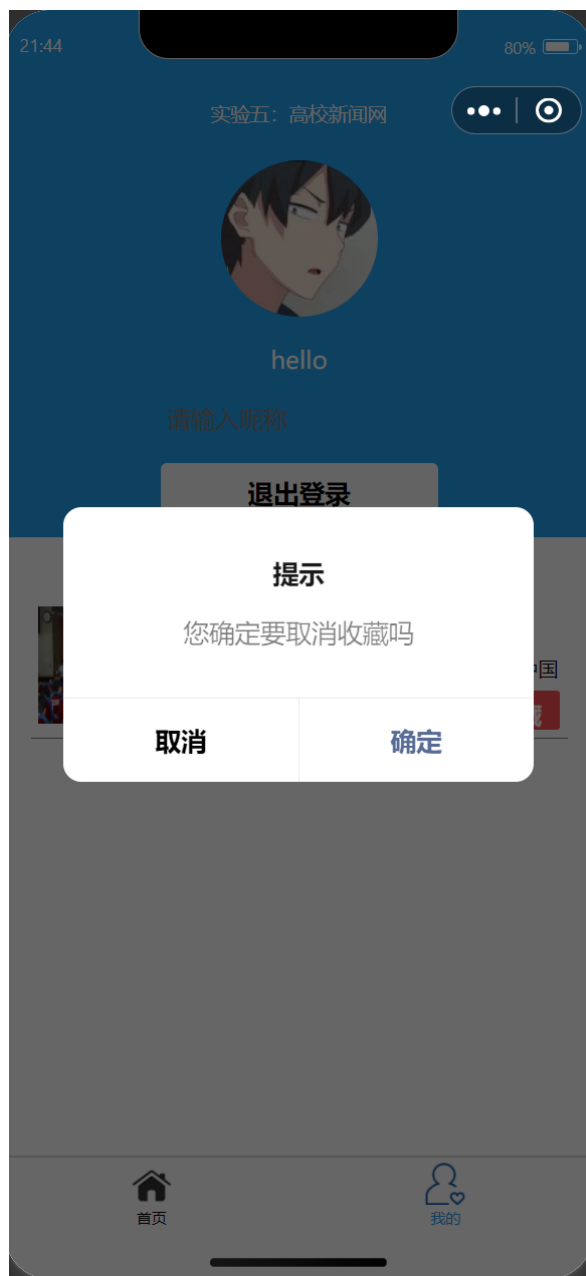 21:44
80%
实验五：高校新闻网
hello
请输入昵称
退出登录
提示
您确定要取消收藏吗
国
取消
确定
首页
我的